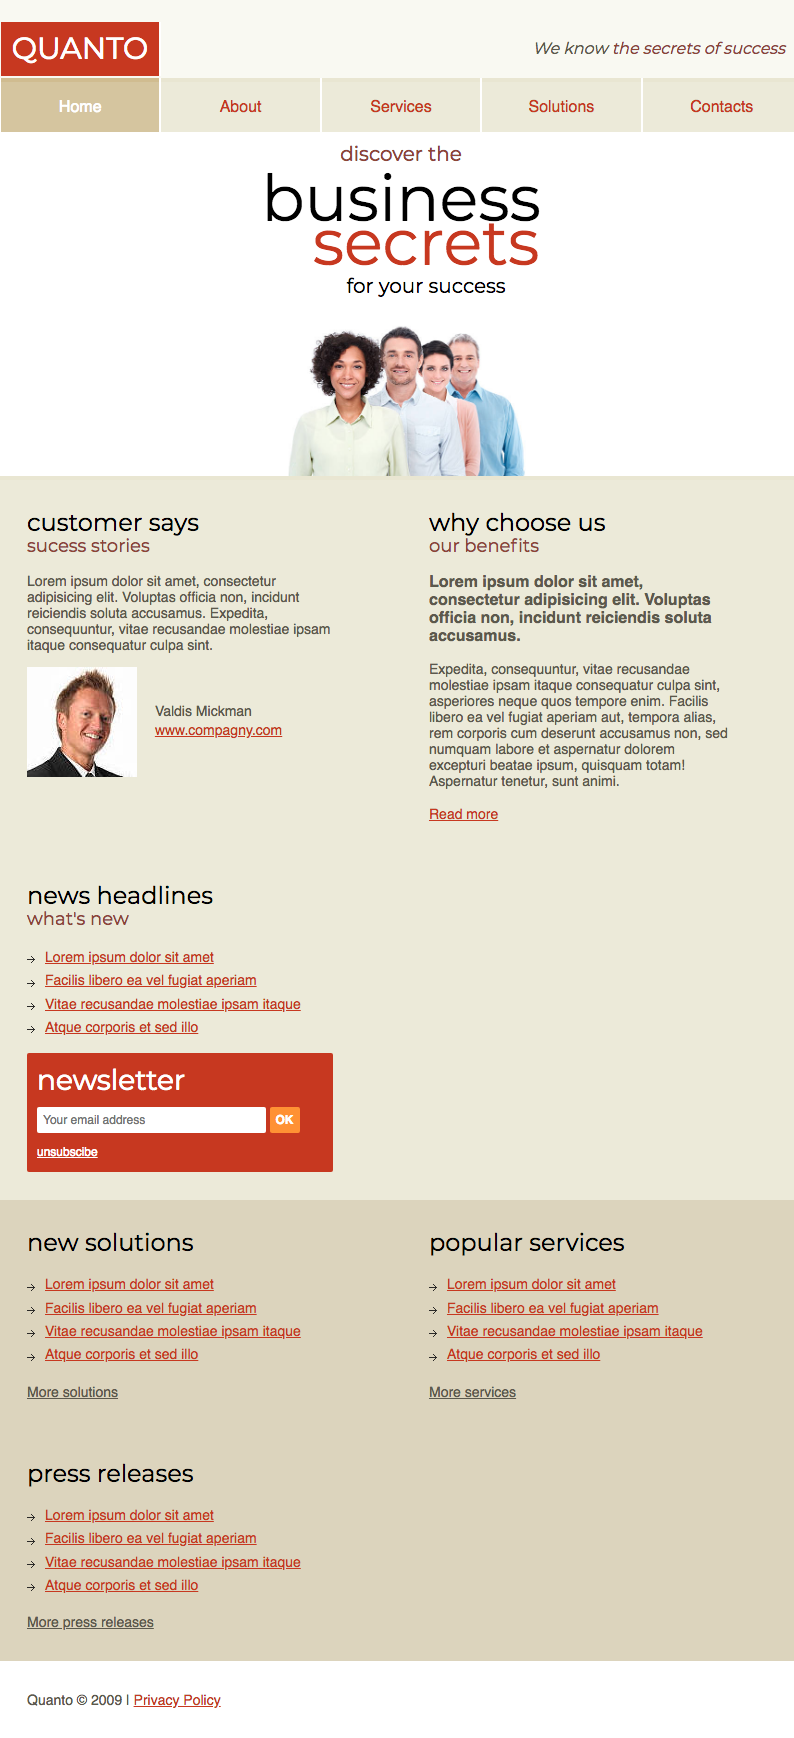 QUANTO
We know the secrets of success
Home
About
Services
Solutions
Contacts
discover the
business
secrets
for your success
customer says
sucess stories
Lorem ipsum dolor sit amet, consectetur
adipisicing elit. Voluptas officia non, incidunt
reiciendis soluta accusamus. Expedita,
consequuntur, vitae recusandae molestiae ipsam
itaque consequatur culpa sint.
Valdis Mickman
www.compagny.com
why choose us
our benefits
Lorem ipsum dolor sit amet,
consectetur adipisicing elit. Voluptas
officia non, incidunt reiciendis soluta
accusamus.
Expedita, consequuntur, vitae recusandae
molestiae ipsam itaque consequatur culpa sint,
asperiores neque quos tempore enim. Facilis
libero ea vel fugiat aperiam aut, tempora alias,
rem corporis cum deserunt accusamus non, sed
numquam labore et aspernatur dolorem
excepturi beatae ipsum, quisquam totam!
Aspernatur tenetur, sunt animi.
Read more
news headlines
what's new
Lorem ipsum dolor sit amet
Facilis libero ea vel fugiat aperiam
Vitae recusandae molestiae ipsam itaque
Atque corporis et sed illo
newsletter
Your email address
OK
unsubscibe
new solutions
Lorem ipsum dolor sit amet
Facilis libero ea vel fugiat aperiam
Vitae recusandae molestiae ipsam itaque
Atque corporis et sed illo
More solutions
popular services
Lorem ipsum dolor sit amet
Facilis libero ea vel fugiat aperiam
Vitae recusandae molestiae ipsam itaque
Atque corporis et sed illo
More services
press releases
Lorem ipsum dolor sit amet
Facilis libero ea vel fugiat aperiam
Vitae recusandae molestiae ipsam itaque
Atque corporis et sed illo
More press releases
Quanto © 2009 | Privacy Policy